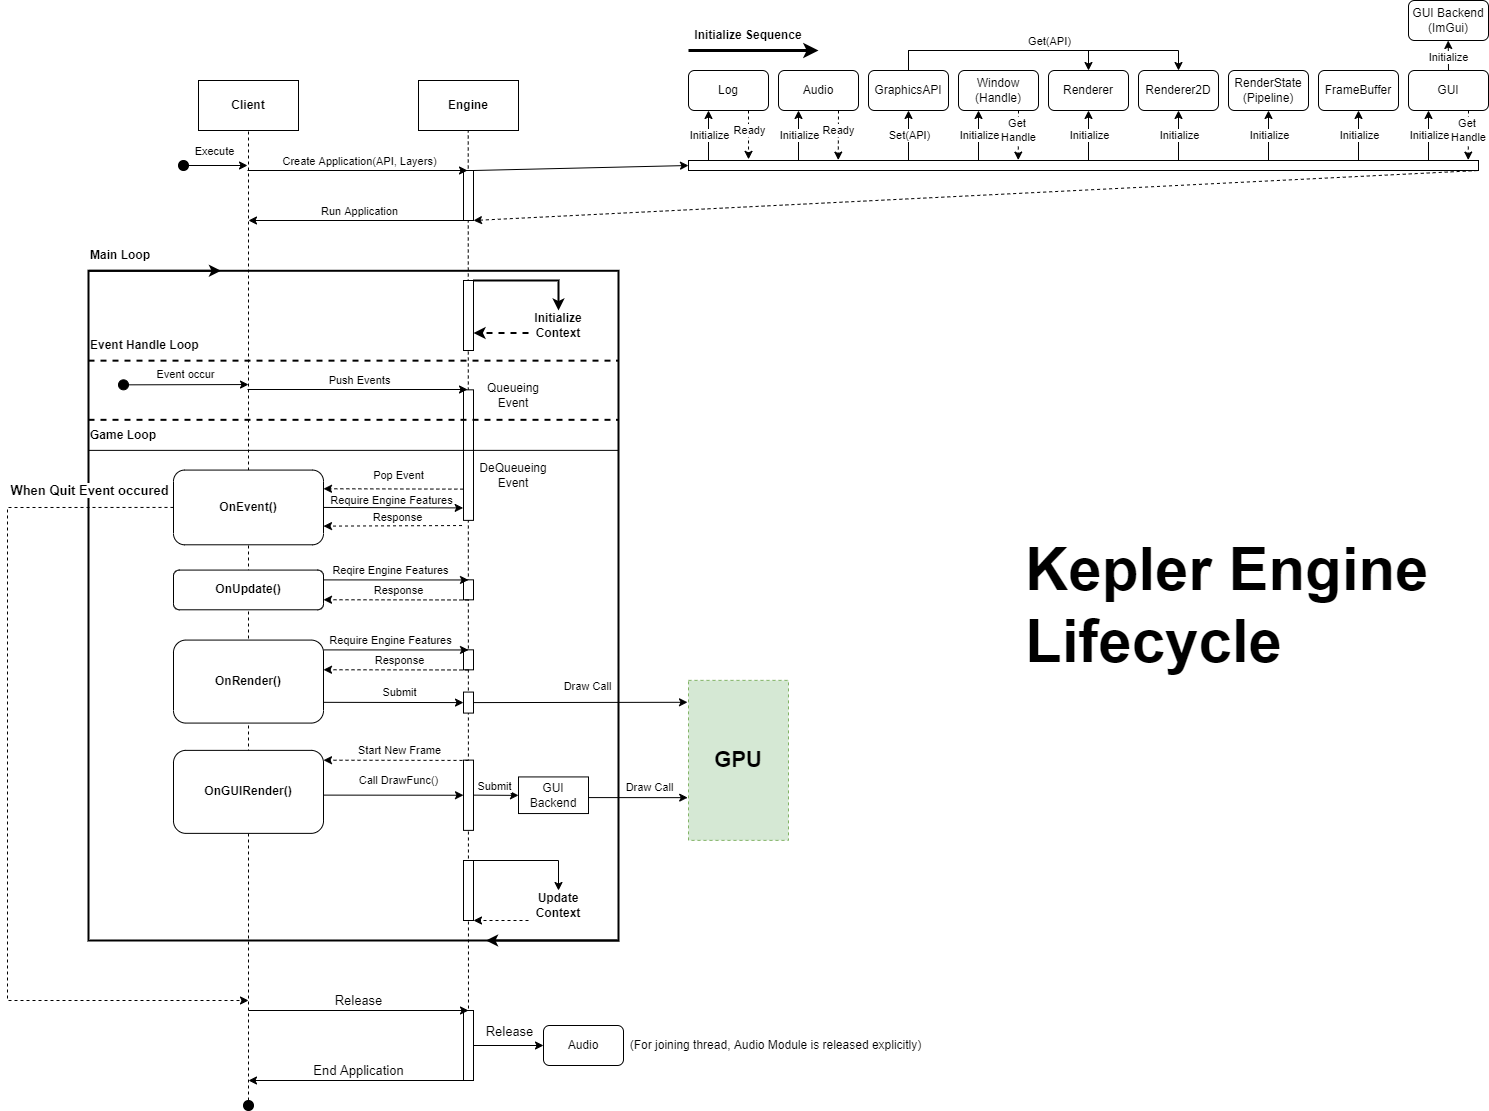 GUI Backend
(ImGui)
Initialize Sequence
Get(API)
Initialize
Log
Audio
GraphicsAPI
Window
(Handle)
Renderer
Renderer2D
RenderState
(Pipeline)
FrameBuffer
GUI
Client
Engine
Initialize
Ready
Initialize
Ready
Set(API)
Initialize
Get
Handle
Initialize
Initialize
Initialize
Initialize
Initialize
Get
Handle
Execute
Create Application(API, Layers)
Run Application
Main Loop
Initialize
Context
Event Handle Loop
Event occur
Push Events
Queueing
Event
Game Loop
Pop Event
DeQueueing
Event
When Quit Event occured
OnEvent()
Require Engine Features
Response
OnUpdate()
Reqire Engine Features
Response
Kepler Engine
Lifecycle
Require Engine Features
Response
OnRender()
Submit
Draw Call
GPU
Start New Frame
OnGUIRender()
Call DrawFunc()
Submit
GUI
Backend
Draw Call
Update
Context
Release
Release
Audio
(For joining thread, Audio Module is released explicitly)
End Application